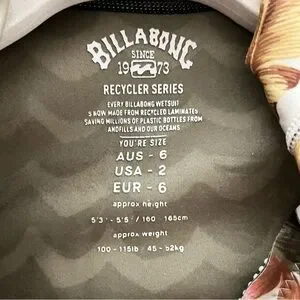 BILLABONG
SINCE
1973
RECYCLER SERIES
EVERY BILLABONG WETSUIT
S NOW MADE FROM RECYCLED LAMINATES
SAVING MILLIONS OF PLASTIC BOTTLES FROM
ANDFILLS AND OUR OCEANS
YOU'RE SIZE
AUS - 6
USA - 2
EUR - 6
approx height
5'3" - 5'5" / 160 - 165cm
approx weight
100 - 115lb / 45 - 52kg